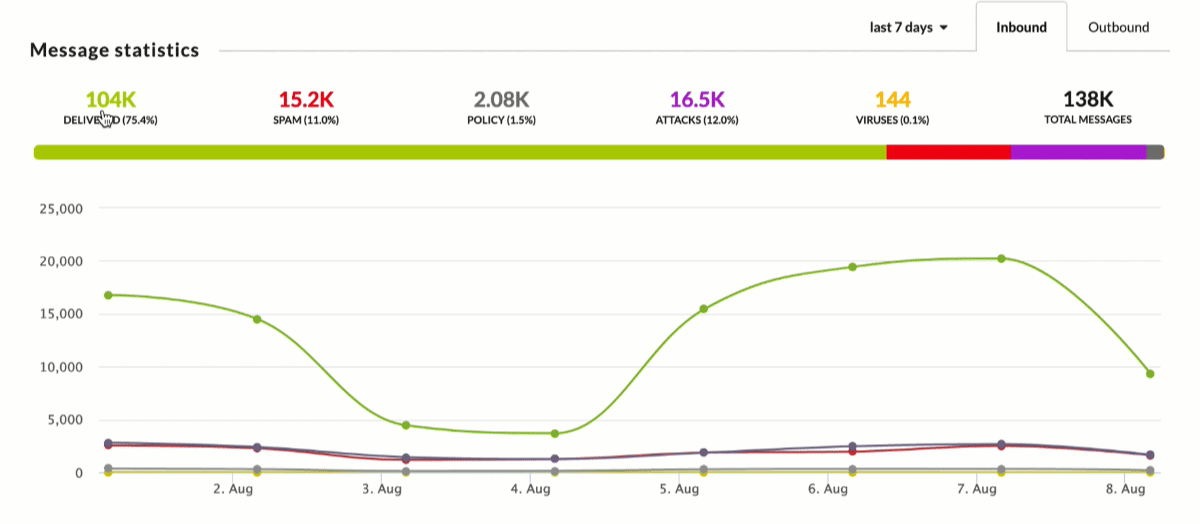 last 7 days
Inbound
Outbound
Message statistics
104K
15.2K
2.08K
16.5K
144
138K
DELIVERED (75.4%)
SPAM (11.0%)
POLICY (1.5%)
ATTACKS (12.0%)
VIRUSES (0.1%)
TOTAL MESSAGES
25,000
20,000
15,000
10,000
5,000
0
2. Aug
3. Aug
4. Aug
5. Aug
6. Aug
7. Aug
8. Aug